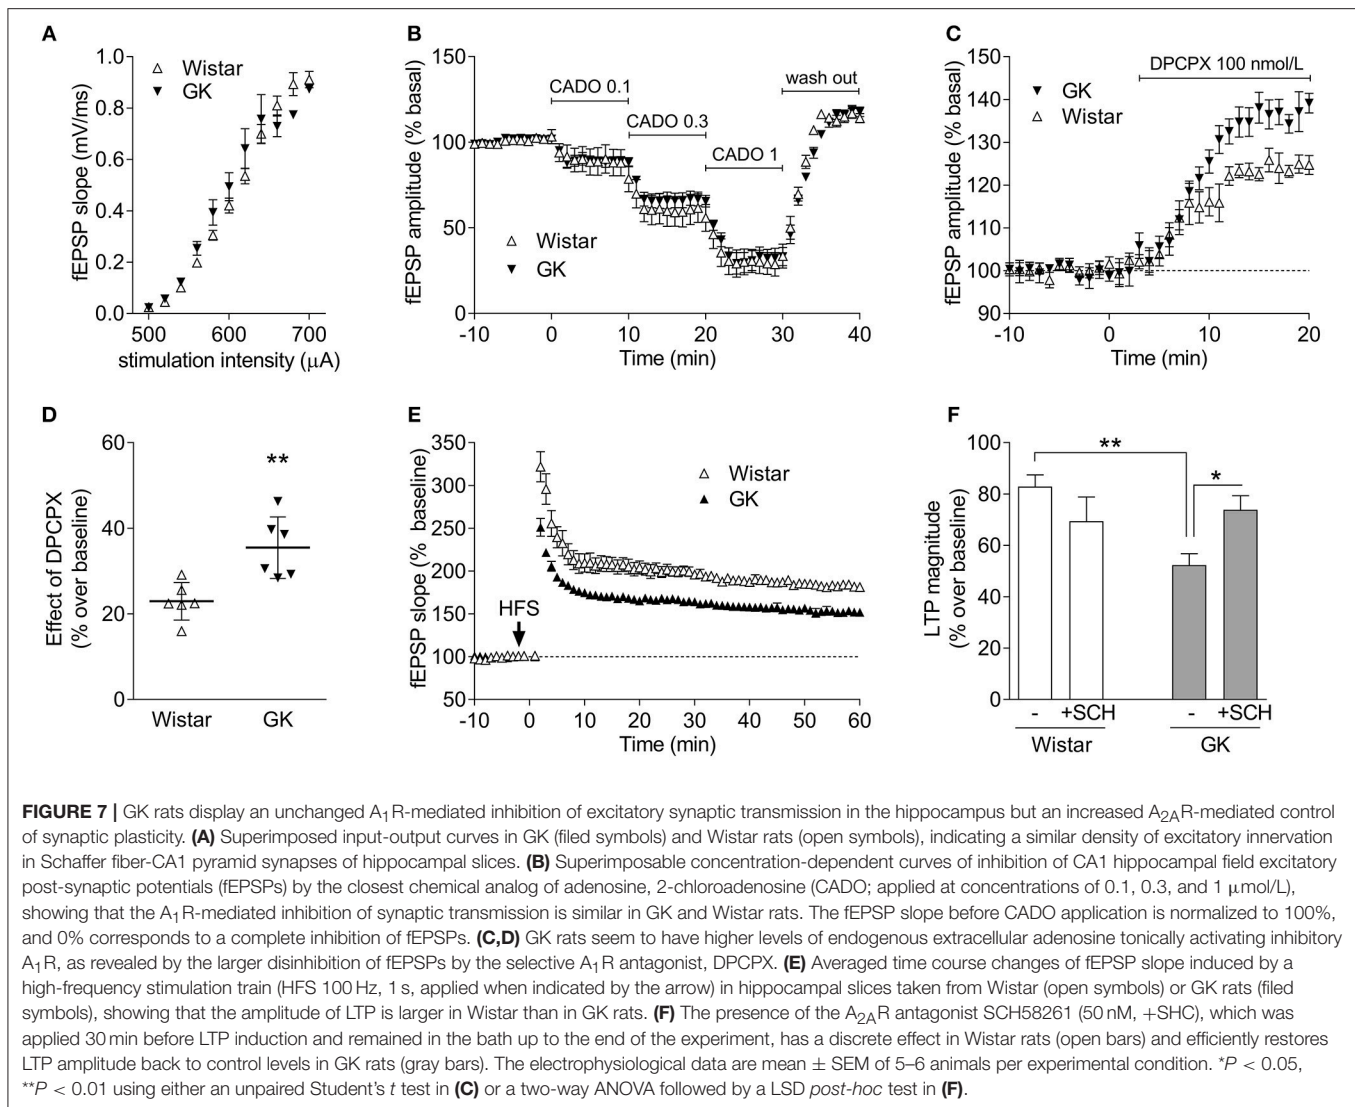 A
1.0
0.8
0.6
0.4
0.2
0.0
500
600
700
fEPSP slope (mV/ms)
stimulation intensity (μA)
Wistar
GK
B
150
100
50
0
-10
0
10
20
30
40
fEPSP amplitude (% basal)
Time (min)
CADO 0.1
CADO 0.3
CADO 1
wash out
Wistar
GK
C
150
140
130
120
110
100
90
-10
0
10
20
fEPSP amplitude (% basal)
Time (min)
DPCPX 100 nmol/L
GK
Wistar
D
60
40
20
0
Effect of DPCPX
(% over baseline)
**
Wistar
GK
E
350
300
250
200
150
100
50
-10
0
10
20
30
40
50
60
fEPSP slope (% baseline)
Time (min)
Wistar
GK
HFS
F
100
80
60
40
20
0
LTP magnitude
(% over baseline)
**
*
-
+SCH
-
+SCH
Wistar
GK
FIGURE 7 | GK rats display an unchanged A1R-mediated inhibition of excitatory synaptic transmission in the hippocampus but an increased A2AR-mediated control
of synaptic plasticity. (A) Superimposed input-output curves in GK (filed symbols) and Wistar rats (open symbols), indicating a similar density of excitatory innervation
in Schaffer fiber-CA1 pyramid synapses of hippocampal slices. (B) Superimposable concentration-dependent curves of inhibition of CA1 hippocampal field excitatory
post-synaptic potentials (fEPSPs) by the closest chemical analog of adenosine, 2-chloroadenosine (CADO; applied at concentrations of 0.1, 0.3, and 1 μmol/L),
showing that the A1R-mediated inhibition of synaptic transmission is similar in GK and Wistar rats. The fEPSP slope before CADO application is normalized to 100%,
and 0% corresponds to a complete inhibition of fEPSPs. (C,D) GK rats seem to have higher levels of endogenous extracellular adenosine tonically activating inhibitory
A1R, as revealed by the larger disinhibition of fEPSPs by the selective A1R antagonist, DPCPX. (E) Averaged time course changes of fEPSP slope induced by a
high-frequency stimulation train (HFS 100 Hz, 1 s, applied when indicated by the arrow) in hippocampal slices taken from Wistar (open symbols) or GK rats (filed
symbols), showing that the amplitude of LTP is larger in Wistar than in GK rats. (F) The presence of the A2AR antagonist SCH58261 (50 nM, +SHC), which was
applied 30 min before LTP induction and remained in the bath up to the end of the experiment, has a discrete effect in Wistar rats (open bars) and efficiently restores
LTP amplitude back to control levels in GK rats (gray bars). The electrophysiological data are mean ± SEM of 5–6 animals per experimental condition. *P < 0.05,
**P < 0.01 using either an unpaired Student's t test in (C) or a two-way ANOVA followed by a LSD post-hoc test in (F).